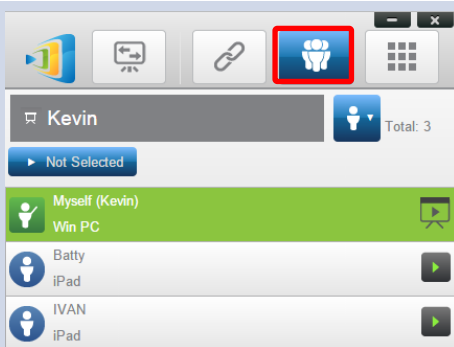 Kevin
Total: 3
Not Selected
Myself (Kevin)
Win PC
Batty
iPad
IVAN
iPad